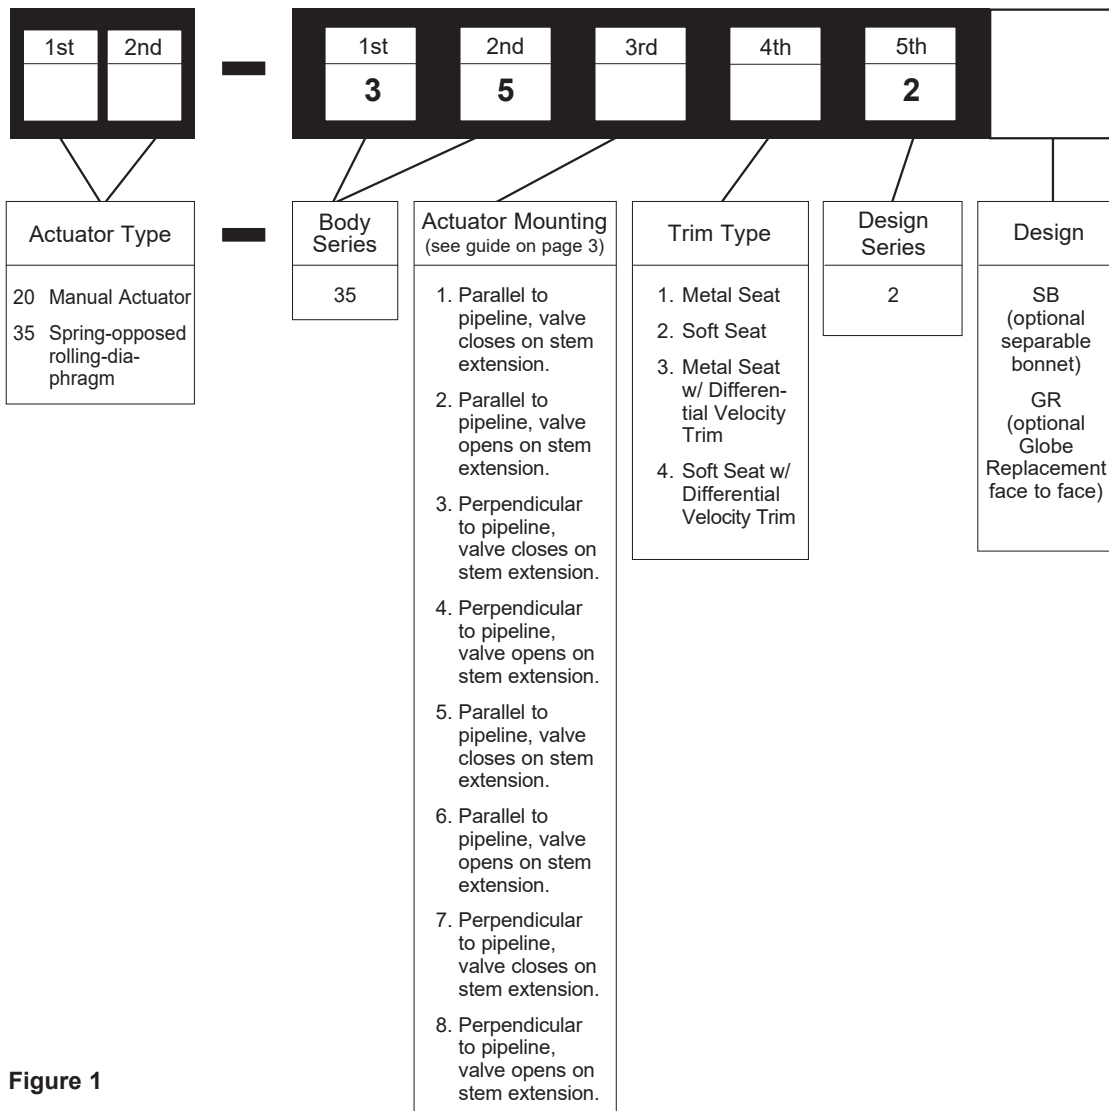 1st 2nd 1st 2nd 3rd 4th 5th
3 5 2
Actuator Type
20 Manual Actuator
35 Spring-opposed
rolling-dia-
phragm
Body
Series
35
Actuator Mounting
(see guide on page 3)
1. Parallel to
pipeline, valve
closes on stem
extension.
2. Parallel to
pipeline, valve
opens on stem
extension.
3. Perpendicular
to pipeline,
valve closes on
stem extension.
4. Perpendicular
to pipeline,
valve opens on
stem extension.
5. Parallel to
pipeline, valve
closes on stem
extension.
6. Parallel to
pipeline, valve
opens on stem
extension.
7. Perpendicular
to pipeline,
valve closes on
stem extension.
8. Perpendicular
to pipeline,
valve opens on
stem extension.
Trim Type
1. Metal Seat
2. Soft Seat
3. Metal Seat
w/ Differen-
tial Velocity
Trim
4. Soft Seat w/
Differential
Velocity Trim
Design
Series
2
Design
SB
(optional
separable
bonnet)
GR
(optional
Globe
Replacement
face to face)
Figure 1